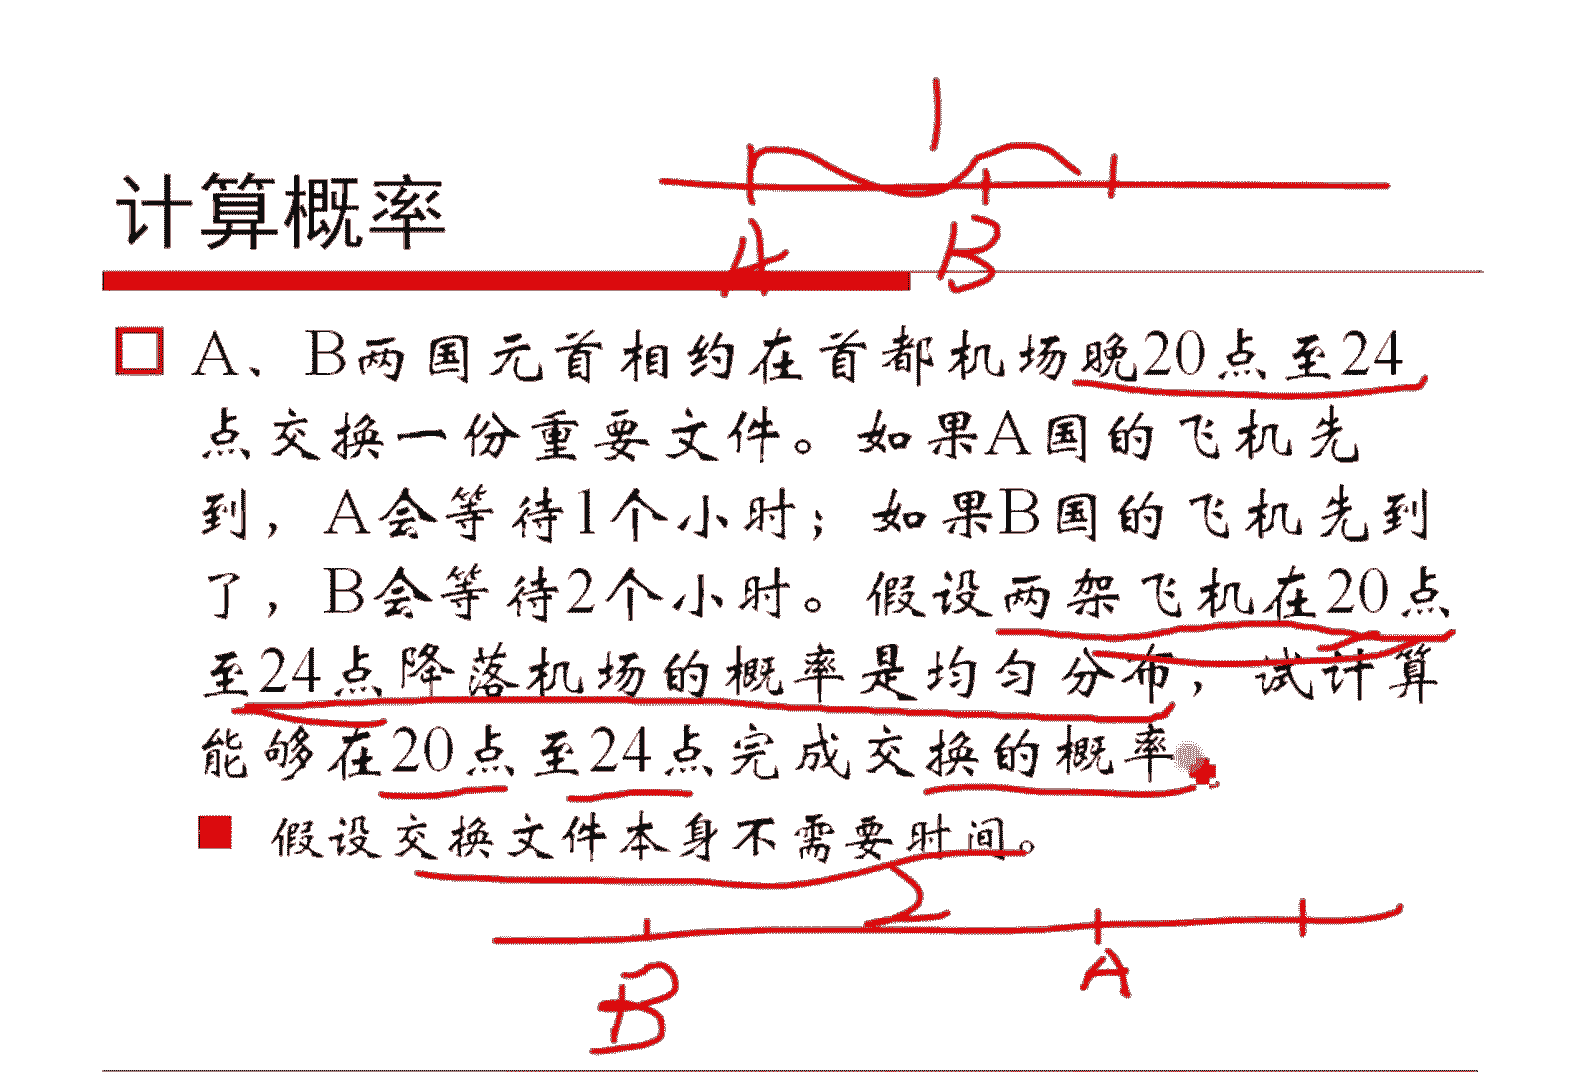 1
计算概率
A B
A、B两国元首相约在首都机场晚20点至24
点交换一份重要文件。如果A国的飞机先
到，A会等待1个小时；如果B国的飞机先到
了，B会等待2个小时。假设两架飞机在20点
至24点降落机场的概率是均匀分布，试计算
能够在20点至24点完成交换的概率
假设交换文件本身不需要时间。
2
B A